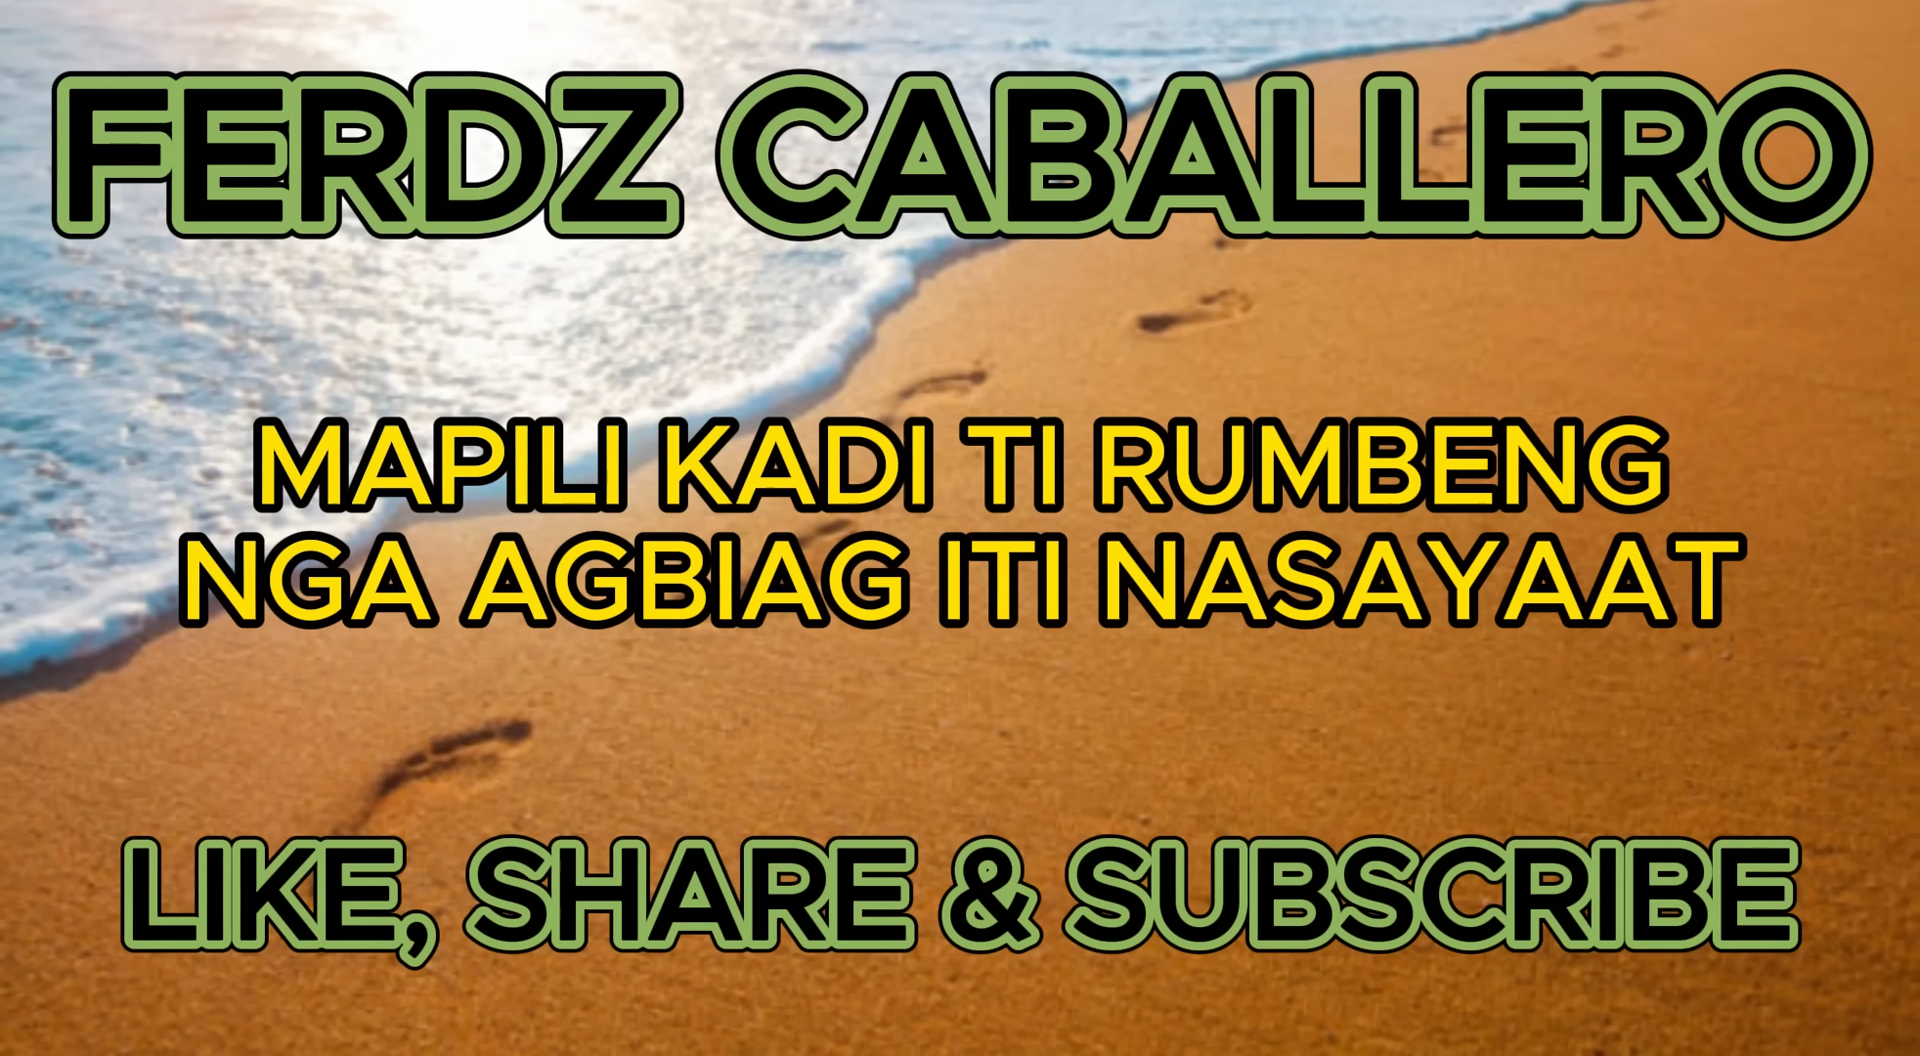 FERDZ CABALLERO
MAPILI KADI TI RUMBENG
NGA AGBIAG ITI NASAYAAT
LIKE, SHARE & SUBSCRIBE